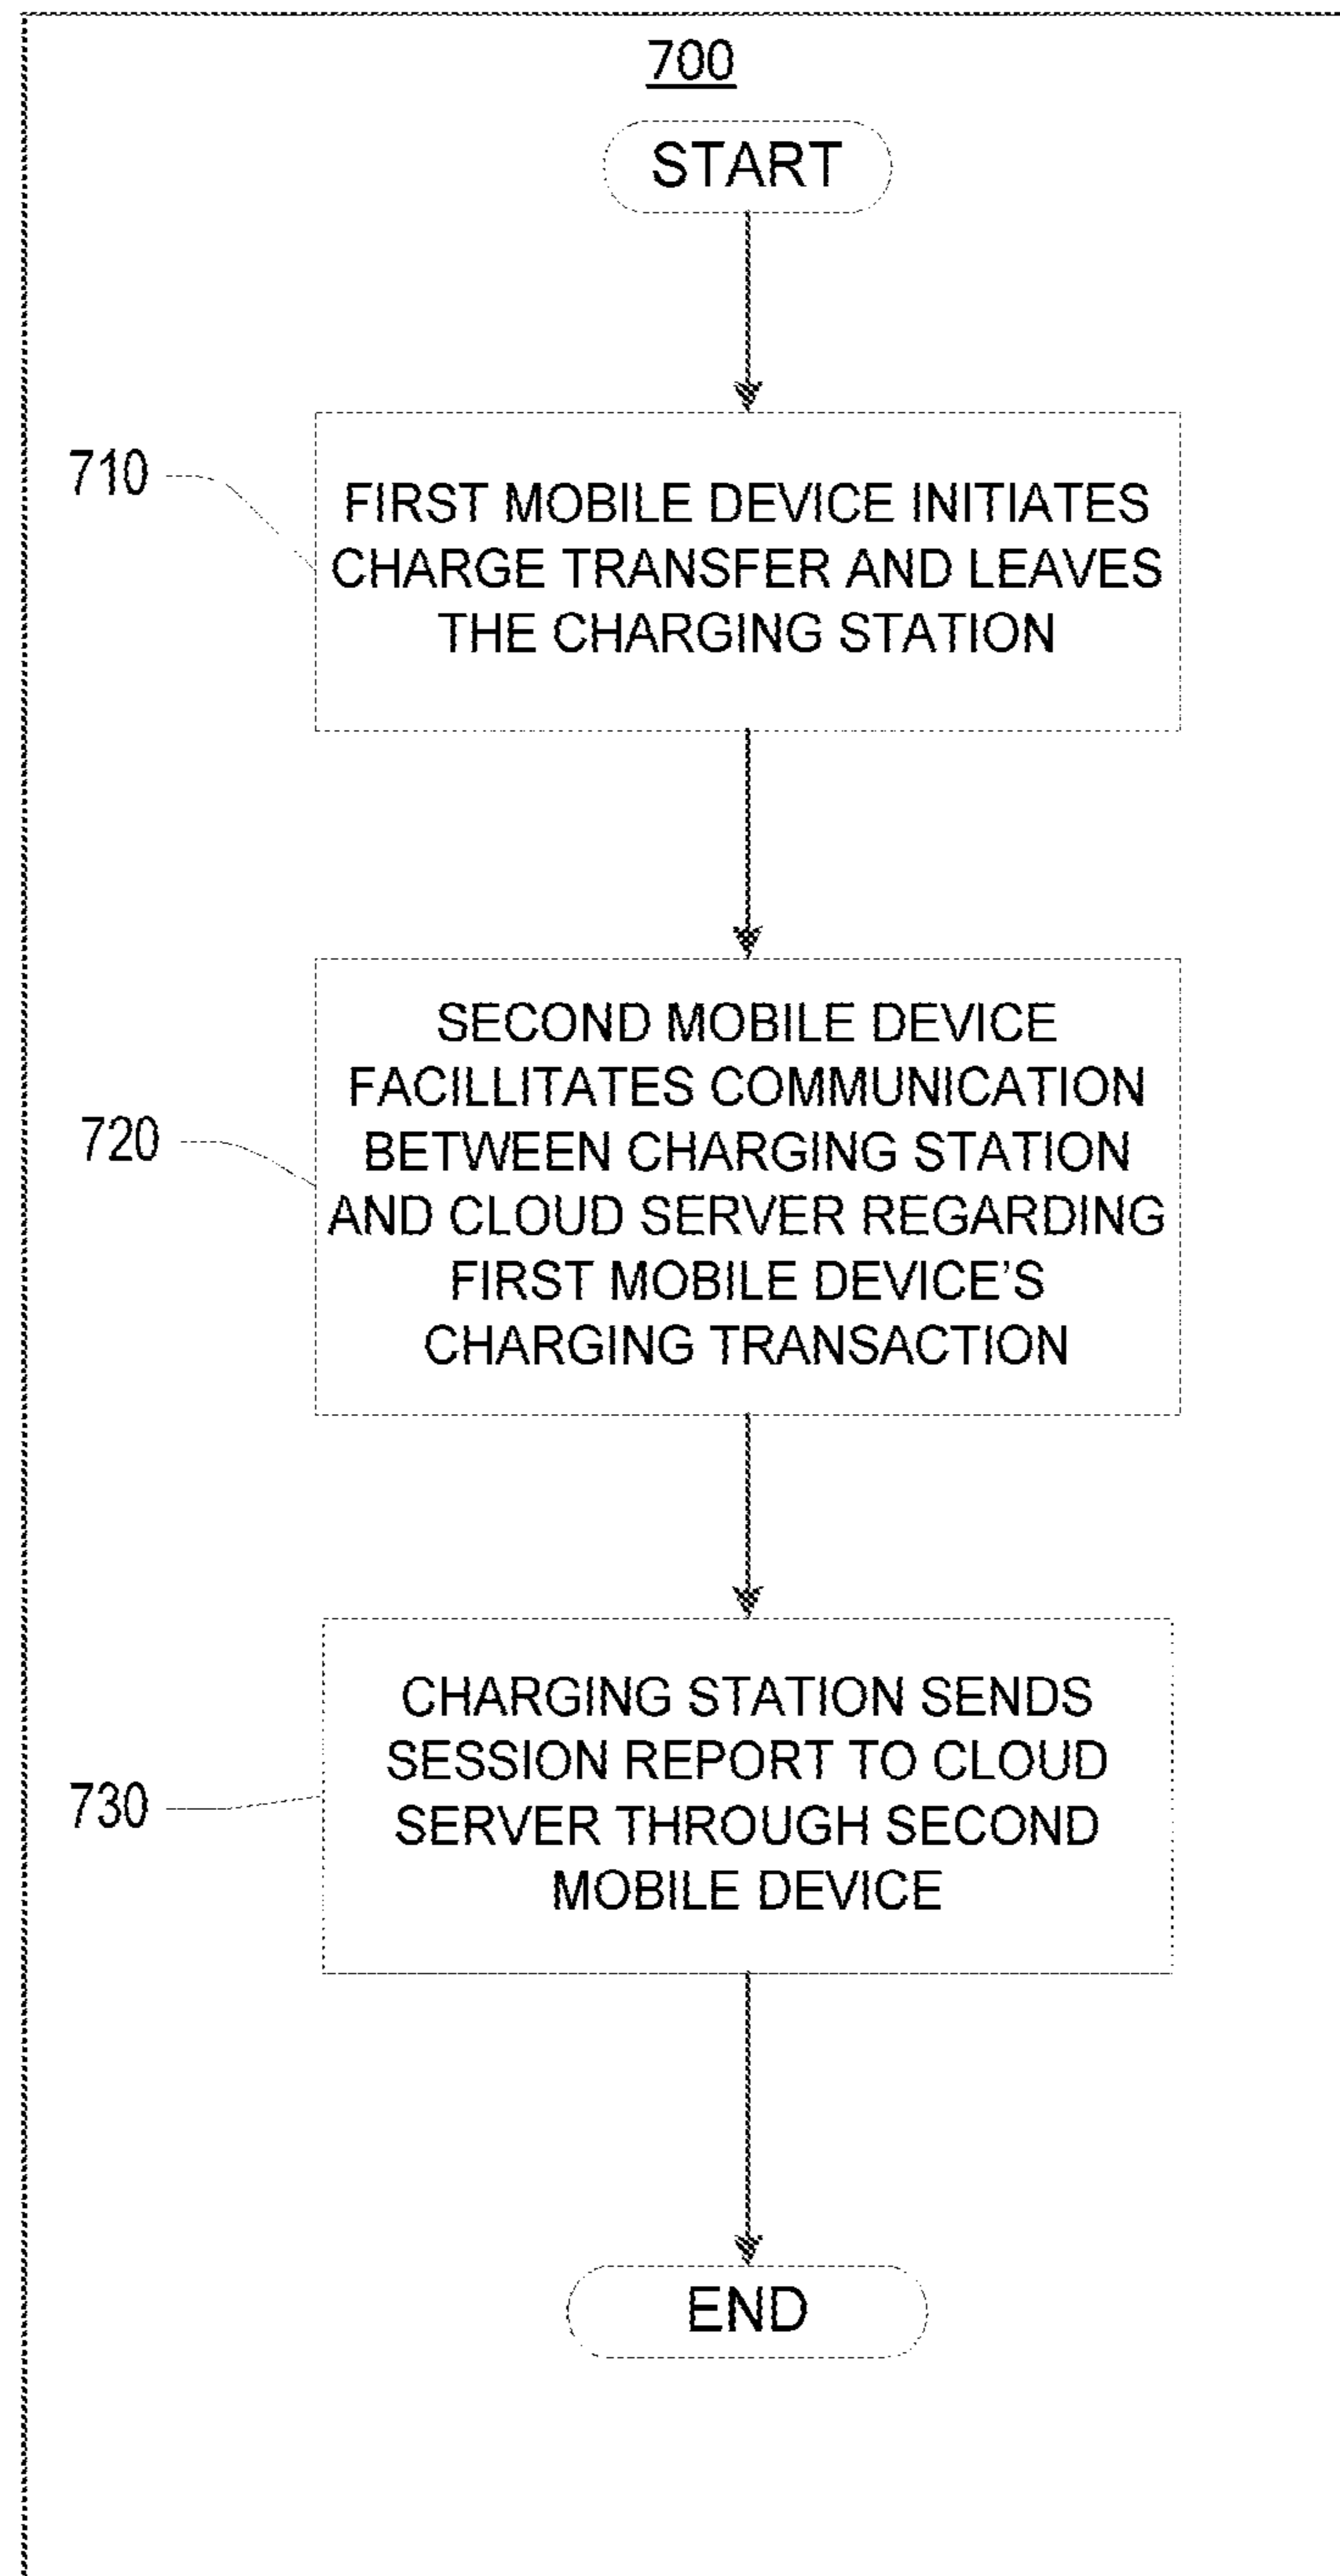 700
START
710
FIRST MOBILE DEVICE INITIATES
CHARGE TRANSFER AND LEAVES
THE CHARGING STATION
720
SECOND MOBILE DEVICE
FACILLITATES COMMUNICATION
BETWEEN CHARGING STATION
AND CLOUD SERVER REGARDING
FIRST MOBILE DEVICE'S
CHARGING TRANSACTION
730
CHARGING STATION SENDS
SESSION REPORT TO CLOUD
SERVER THROUGH SECOND
MOBILE DEVICE
END